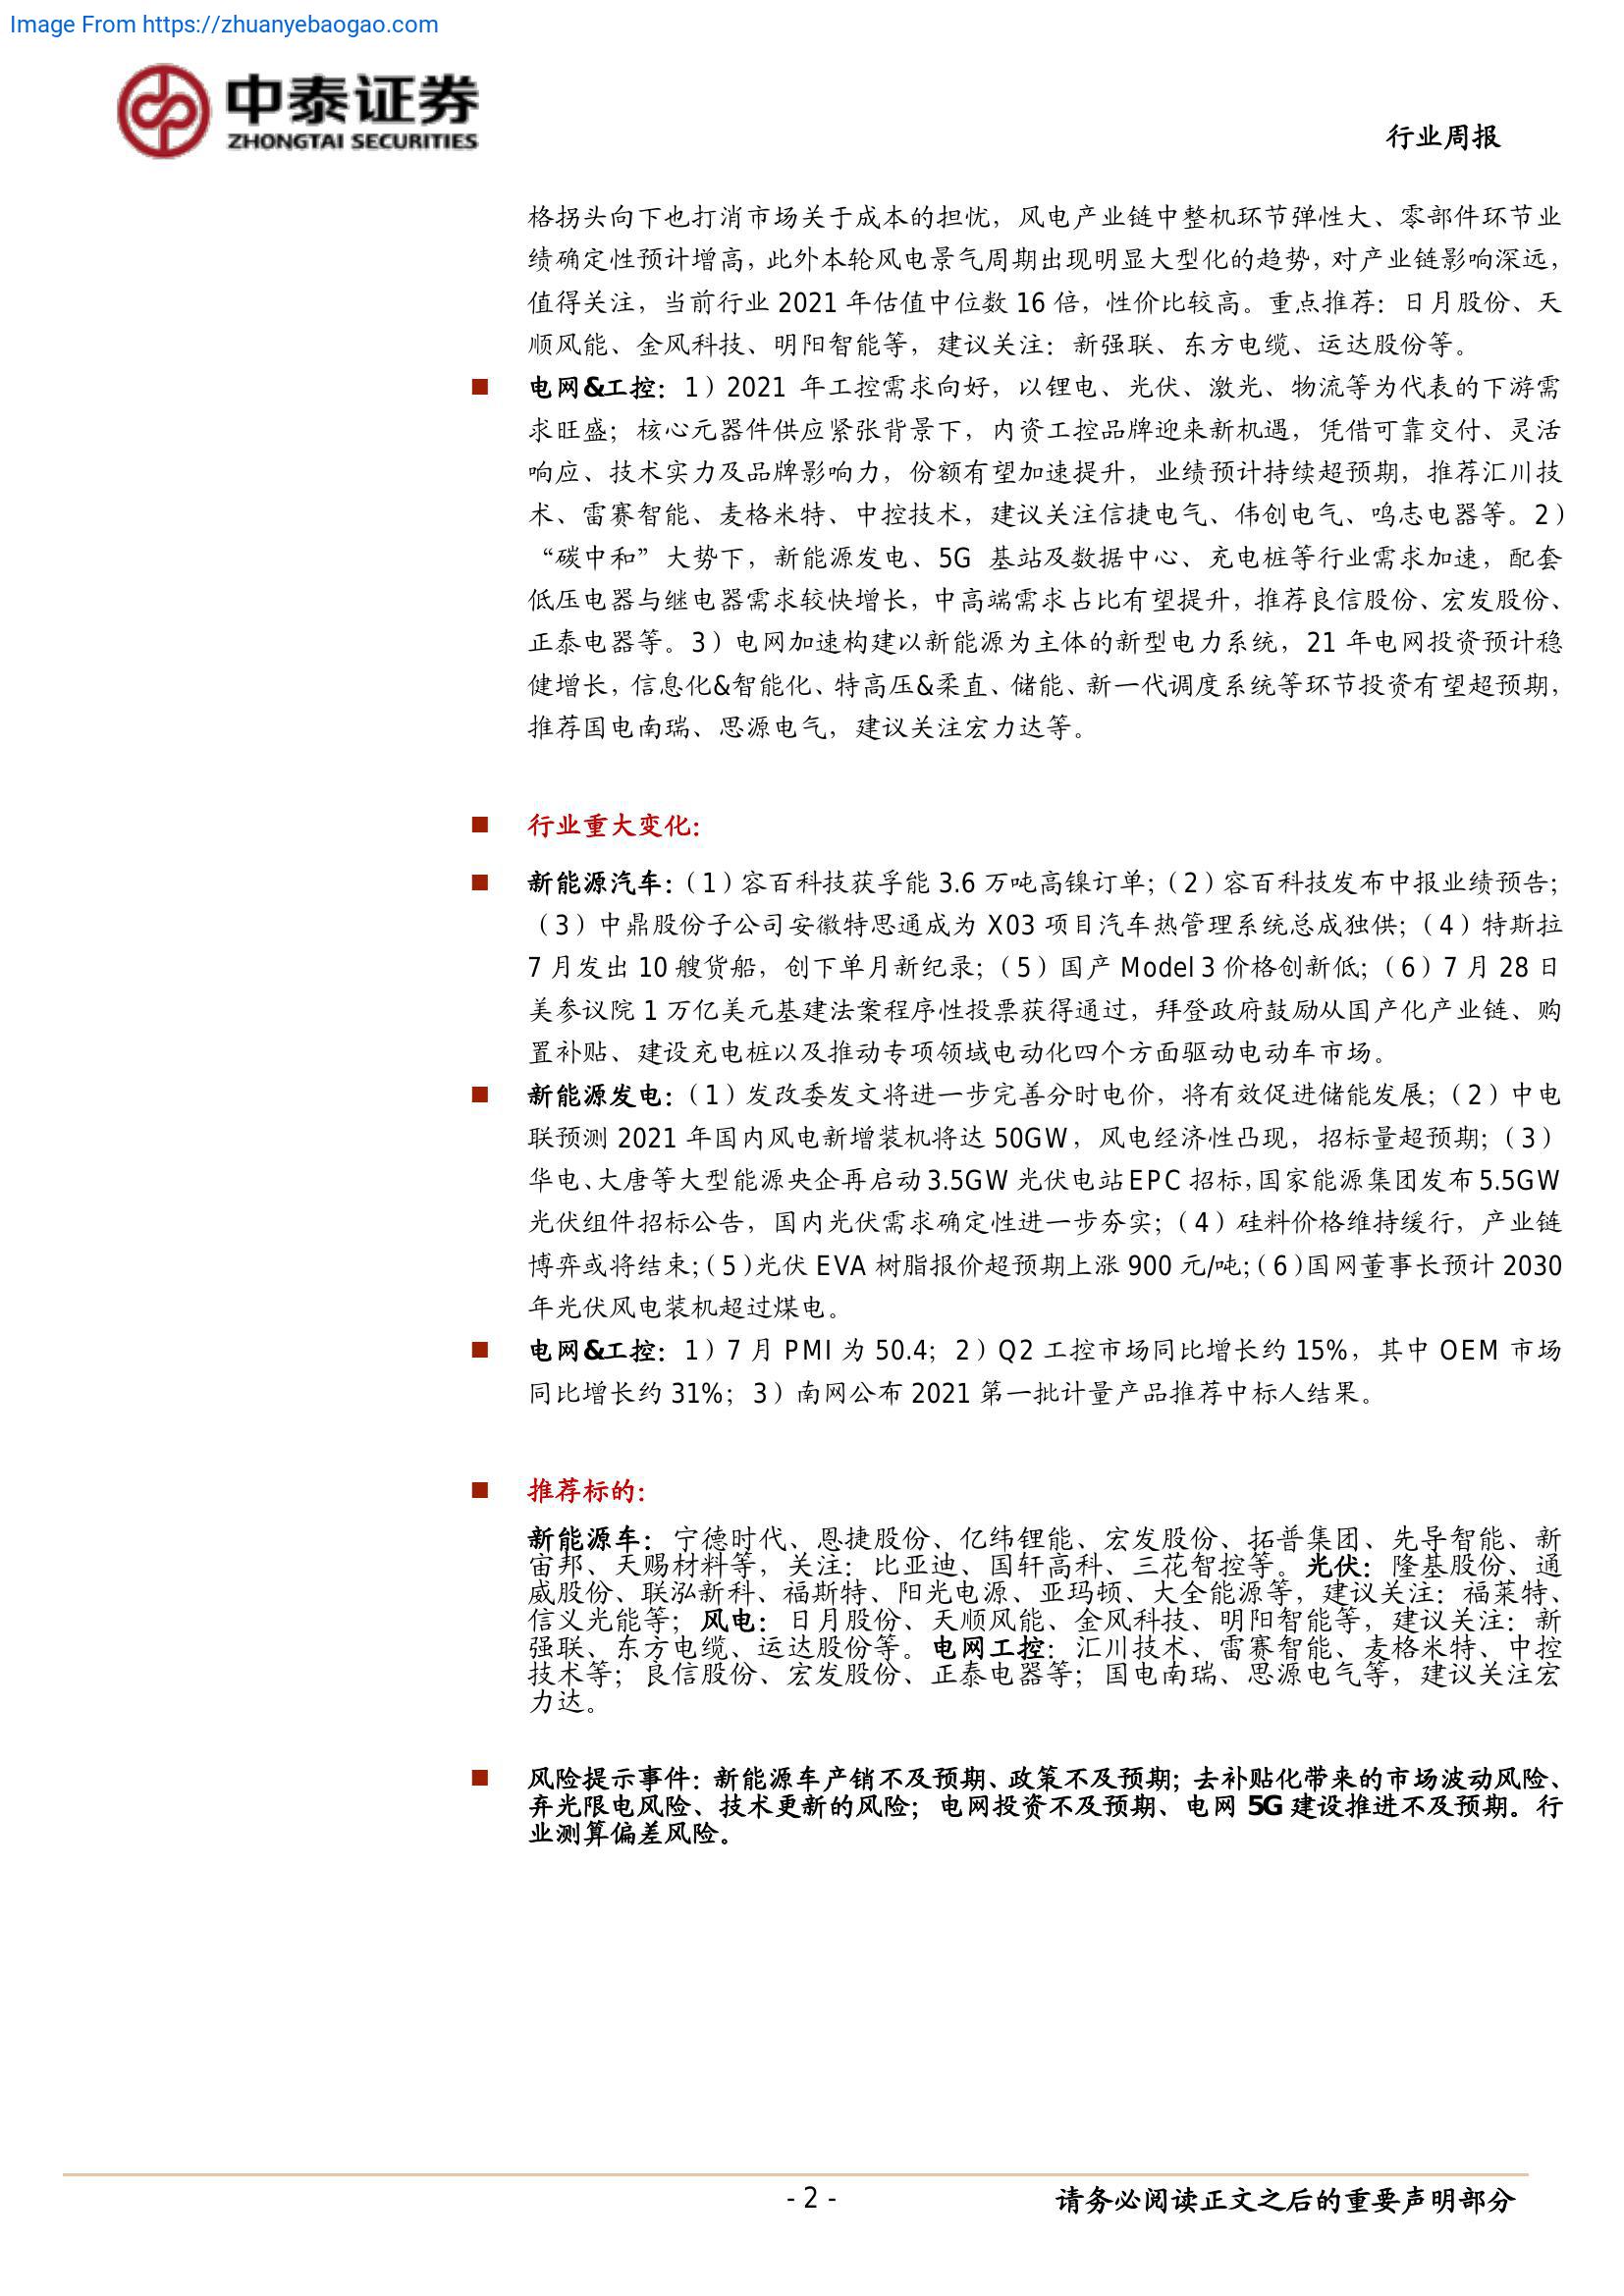 Image From https://zhuanyebaogao.com
中泰证券
ZHONGTAI SECURITIES
行业周报
格拐头向下也打消市场关于成本的担忧，风电产业链中整机环节弹性大、零部件环节业
绩确定性预计增高，此外本轮风电景气周期出现明显大型化的趋势，对产业链影响深远，
值得关注，当前行业 2021 年估值中位数 16 倍，性价比较高。重点推荐：日月股份、天
顺风能、金风科技、明阳智能等，建议关注：新强联、东方电缆、运达股份等。
■ 电网&工控：1）2021 年工控需求向好，以锂电、光伏、激光、物流等为代表的下游需
求旺盛；核心元器件供应紧张背景下，内资工控品牌迎来新机遇，凭借可靠交付、灵活
响应、技术实力及品牌影响力，份额有望加速提升，业绩预计持续超预期，推荐汇川技
术、雷赛智能、麦格米特、中控技术，建议关注信捷电气、伟创电气、鸣志电器等。2）
“碳中和”大势下，新能源发电、5G 基站及数据中心、充电桩等行业需求加速，配套
低压电器与继电器需求较快增长，中高端需求占比有望提升，推荐良信股份、宏发股份、
正泰电器等。3）电网加速构建以新能源为主体的新型电力系统，21 年电网投资预计稳
健增长，信息化&智能化、特高压&柔直、储能、新一代调度系统等环节投资有望超预期，
推荐国电南瑞、思源电气，建议关注宏力达等。
■ 行业重大变化：
■ 新能源汽车：（1）容百科技获孚能 3.6 万吨高镍订单；（2）容百科技发布中报业绩预告；
（3）中鼎股份子公司安徽特思通成为 X03 项目汽车热管理系统总成独供；（4）特斯拉
7 月发出 10 艘货船，创下单月新纪录；（5）国产 Model 3 价格创新低；（6）7 月 28 日
美参议院 1 万亿美元基建法案程序性投票获得通过，拜登政府鼓励从国产化产业链、购
置补贴、建设充电桩以及推动专项领域电动化四个方面驱动电动车市场。
■ 新能源发电：（1）发改委发文将进一步完善分时电价，将有效促进储能发展；（2）中电
联预测 2021 年国内风电新增装机将达 50GW，风电经济性凸现，招标量超预期；（3）
华电、大唐等大型能源央企再启动 3.5GW 光伏电站 EPC 招标，国家能源集团发布 5.5GW
光伏组件招标公告，国内光伏需求确定性进一步夯实；（4）硅料价格维持缓行，产业链
博弈或将结束；（5）光伏 EVA 树脂报价超预期上涨 900 元/吨；（6）国网董事长预计 2030
年光伏风电装机超过煤电。
■ 电网&工控：1）7 月 PMI 为 50.4；2）Q2 工控市场同比增长约 15%，其中 OEM 市场
同比增长约 31%；3）南网公布 2021 第一批计量产品推荐中标人结果。
■ 推荐标的：
新能源车：宁德时代、恩捷股份、亿纬锂能、宏发股份、拓普集团、先导智能、新
宙邦、天赐材料等，关注：比亚迪、国轩高科、三花智控等。光伏：隆基股份、通
威股份、联泓新科、福斯特、阳光电源、亚玛顿、大全能源等，建议关注：福莱特、
信义光能等；风电：日月股份、天顺风能、金风科技、明阳智能等，建议关注：新
强联、东方电缆、运达股份等。电网工控：汇川技术、雷赛智能、麦格米特、中控
技术等；良信股份、宏发股份、正泰电器等；国电南瑞、思源电气等，建议关注宏
力达。
■ 风险提示事件：新能源车产销不及预期、政策不及预期；去补贴化带来的市场波动风险、
弃光限电风险、技术更新的风险；电网投资不及预期、电网 5G 建设推进不及预期。行
业测算偏差风险。
- 2 -
请务必阅读正文之后的重要声明部分